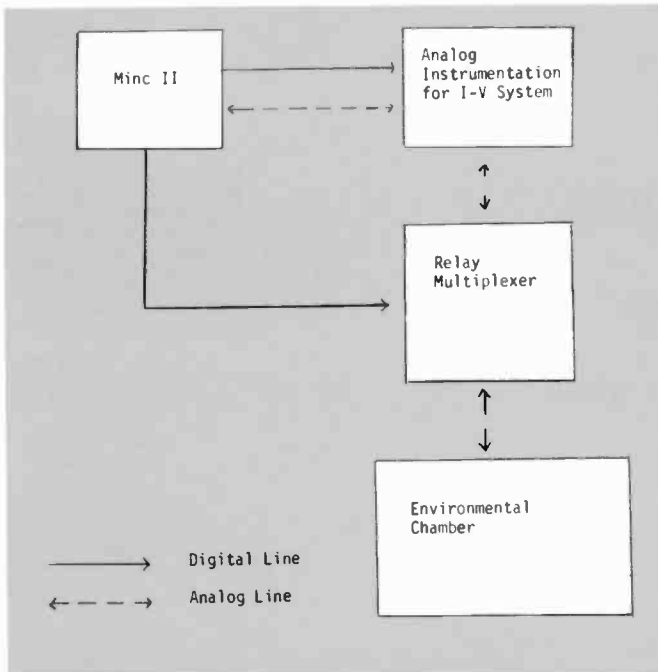 Minc II
Analog
Instrumentation
for I-V System
Relay
Multiplexer
Environmental
Chamber
Digital Line
Analog Line